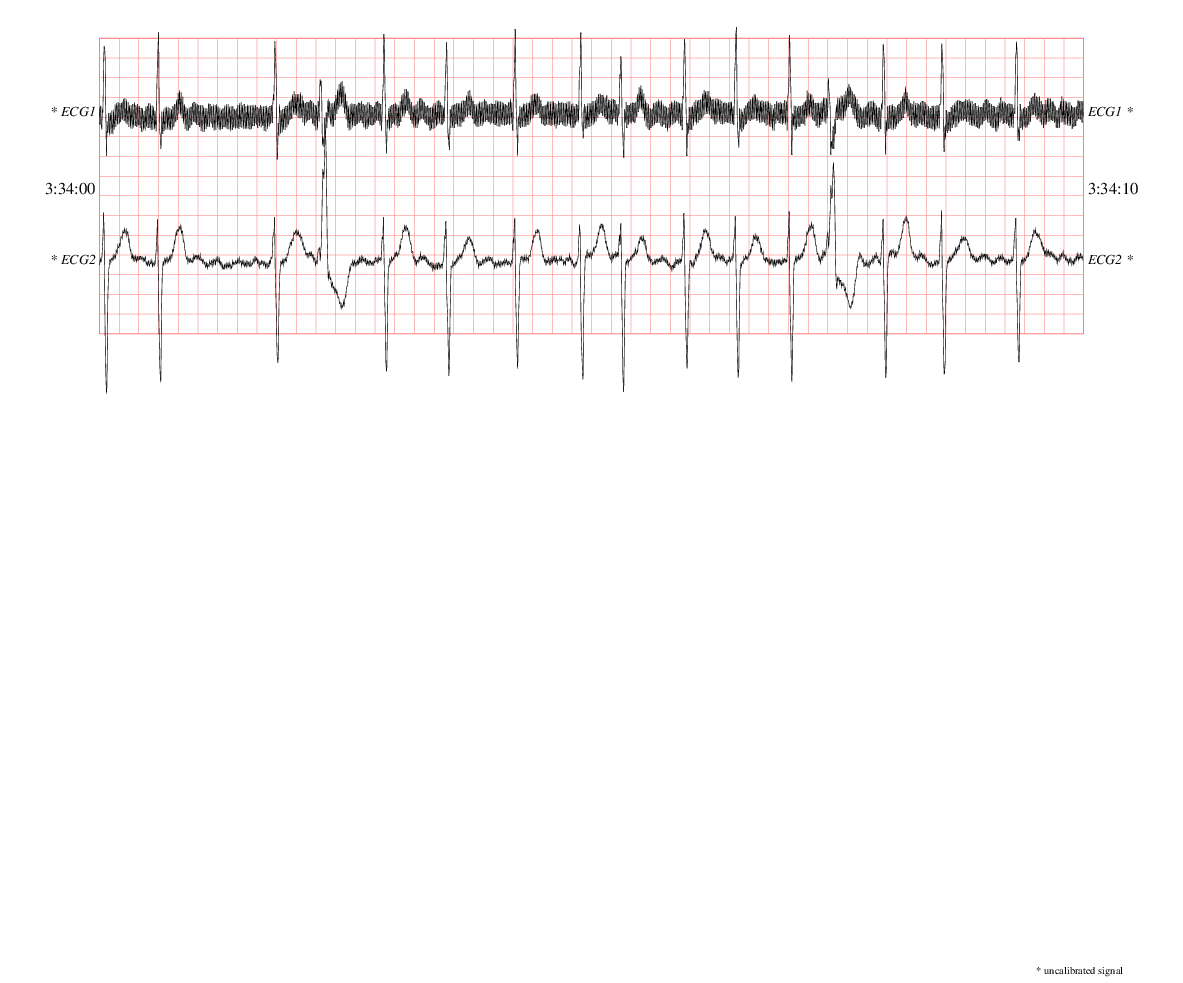 * ECG1 ECG1 *
3:34:00 3:34:10
* ECG2 ECG2 *
* uncalibrated signal